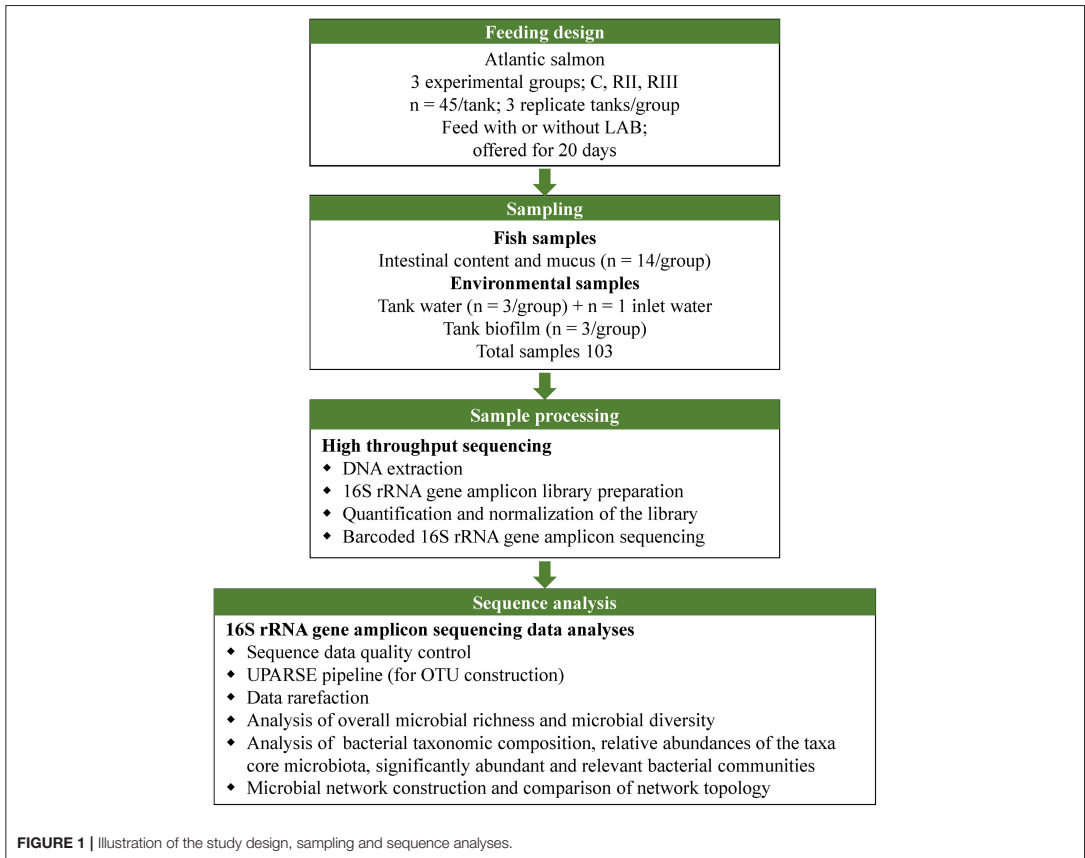 Feeding design
Atlantic salmon
3 experimental groups; C, RII, RIII
n = 45/tank; 3 replicate tanks/group
Feed with or without LAB;
offered for 20 days
Sampling
Fish samples
Intestinal content and mucus (n = 14/group)
Environmental samples
Tank water (n = 3/group) + n = 1 inlet water
Tank biofilm (n = 3/group)
Total samples 103
Sample processing
High throughput sequencing
◆ DNA extraction
◆ 16S rRNA gene amplicon library preparation
◆ Quantification and normalization of the library
◆ Barcoded 16S rRNA gene amplicon sequencing
Sequence analysis
16S rRNA gene amplicon sequencing data analyses
◆ Sequence data quality control
◆ UPARSE pipeline (for OTU construction)
◆ Data rarefaction
◆ Analysis of overall microbial richness and microbial diversity
◆ Analysis of bacterial taxonomic composition, relative abundances of the taxa
core microbiota, significantly abundant and relevant bacterial communities
◆ Microbial network construction and comparison of network topology
FIGURE 1 | Illustration of the study design, sampling and sequence analyses.